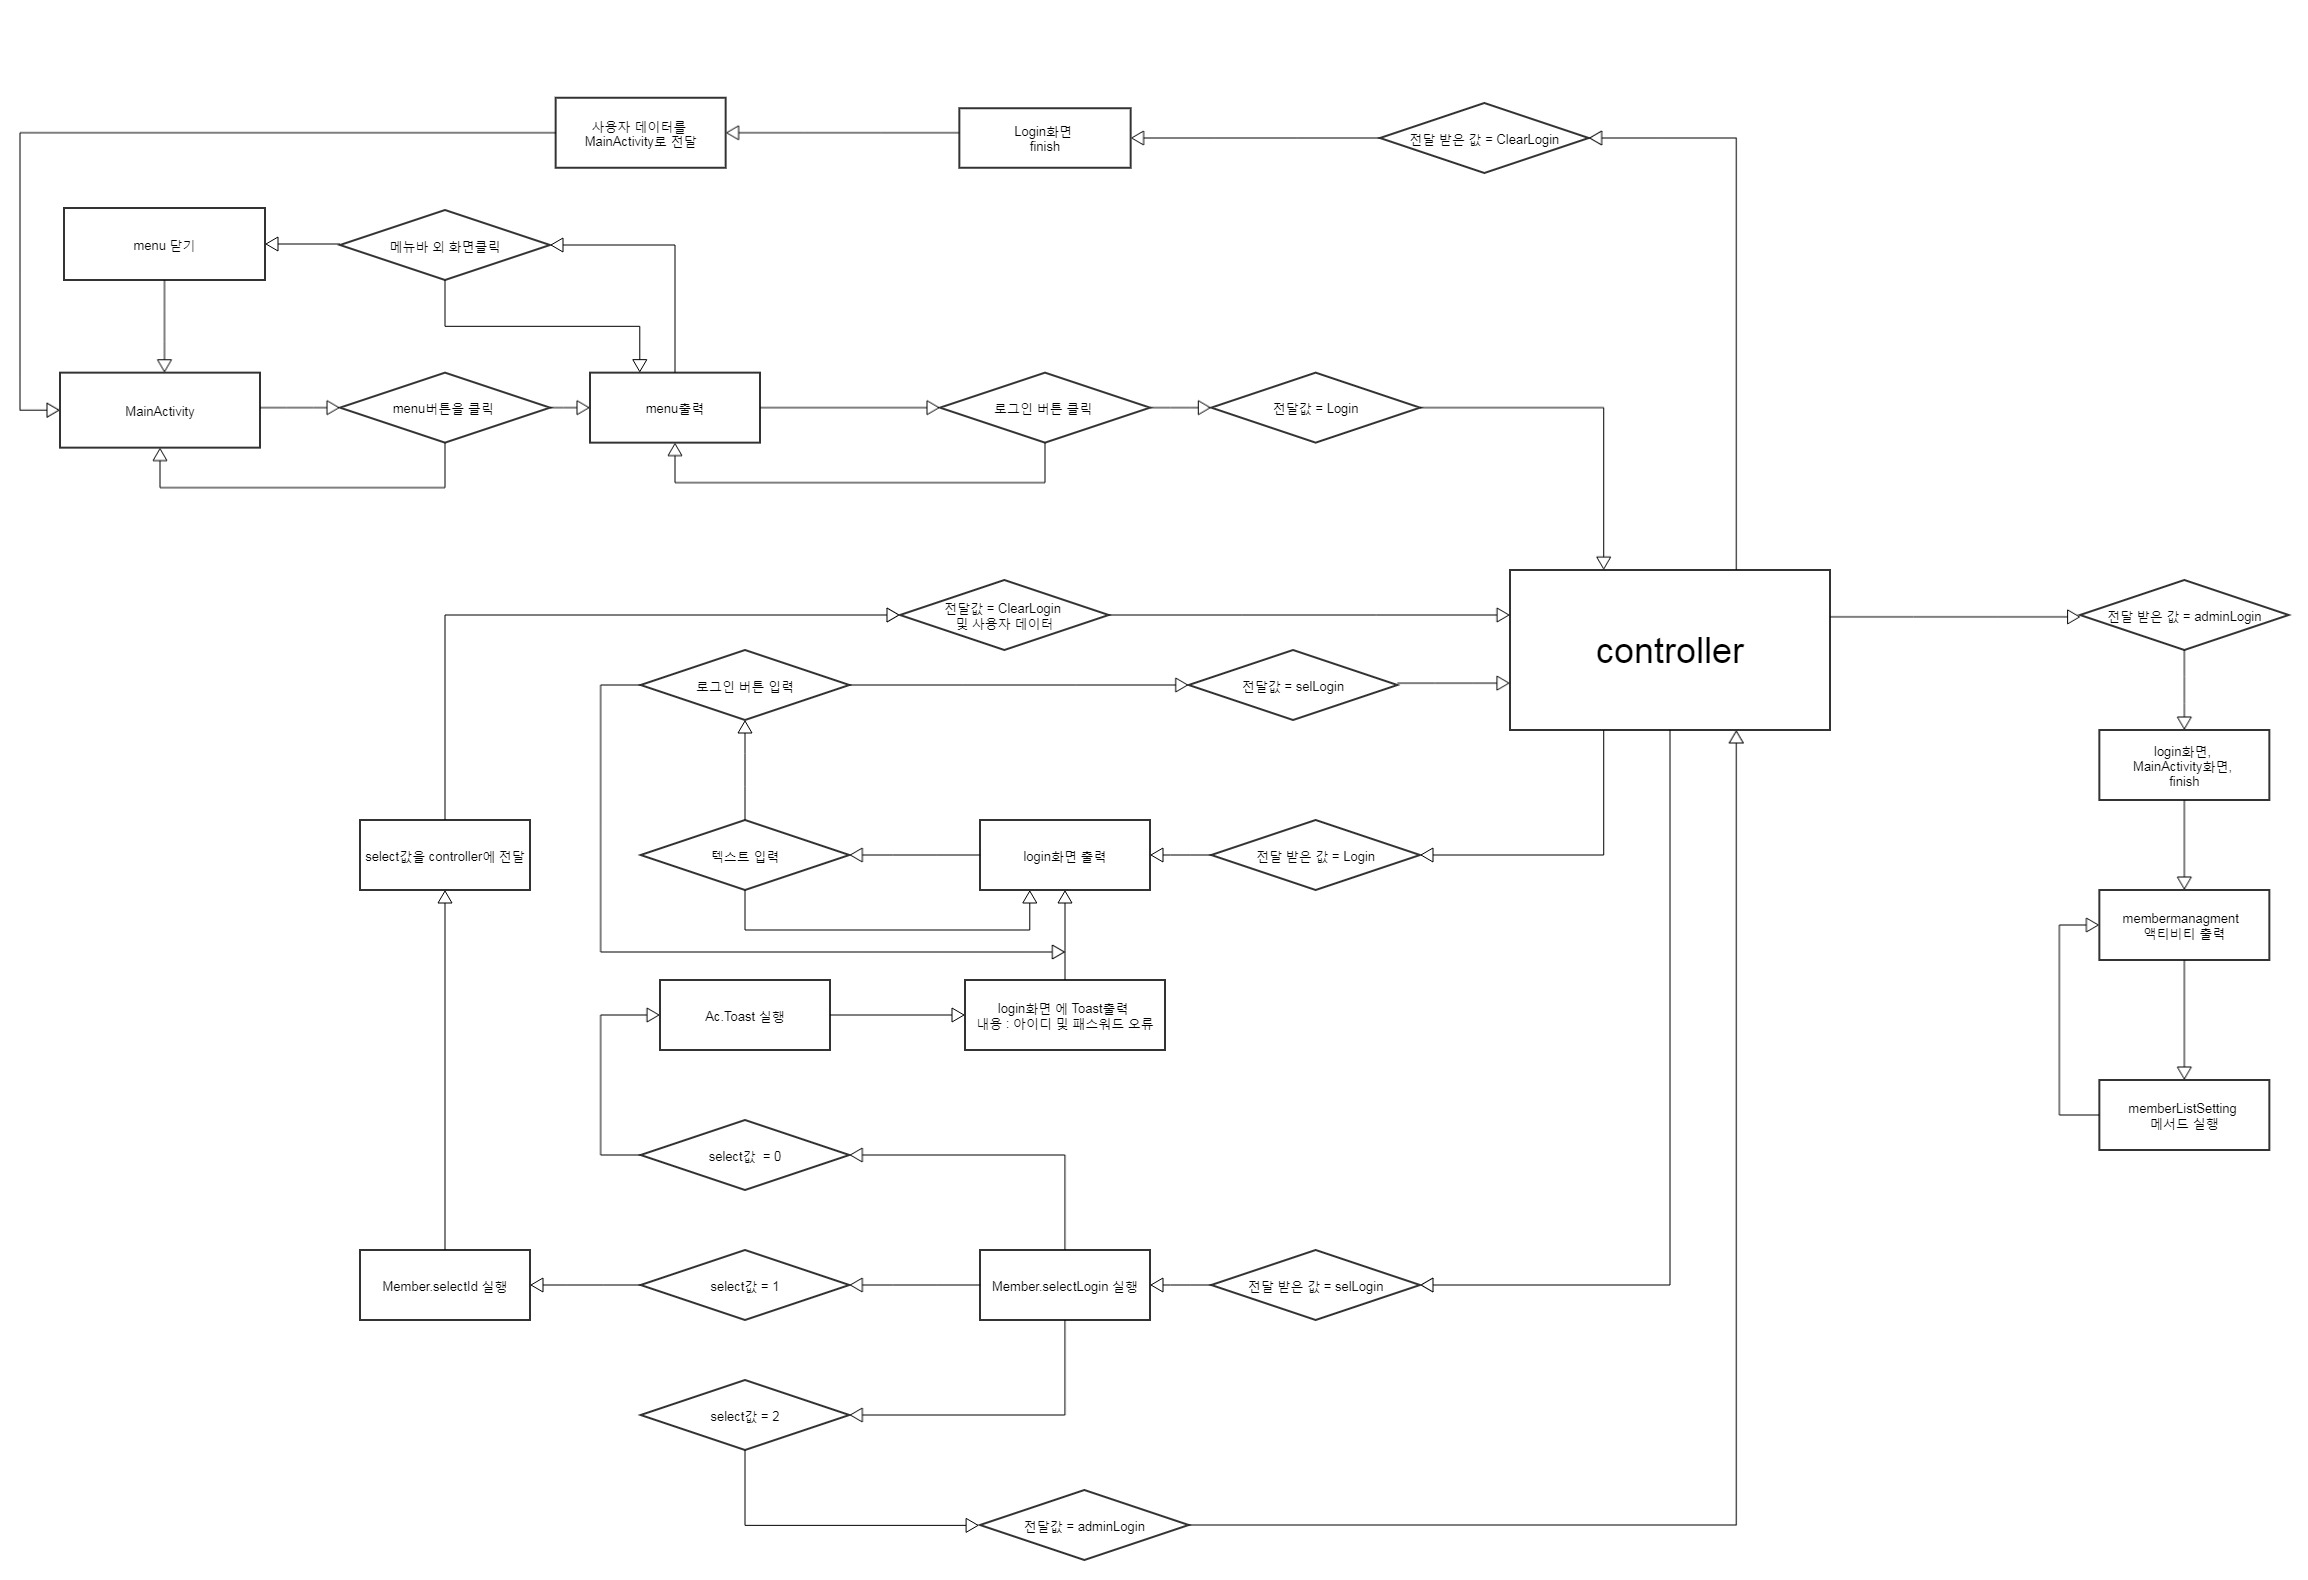 사용자 데이터를
MainActivity로 전달
Login화면
finish
전달 받은 값 = ClearLogin
menu 닫기
메뉴바 외 화면클릭
MainActivity
menu버튼을 클릭
menu출력
로그인 버튼 클릭
전달값 = Login
전달값 = ClearLogin
및 사용자 데이터
controller
전달 받은 값 = adminLogin
로그인 버튼 입력
전달값 = selLogin
login화면,
MainActivity화면,
finish
select값을 controller에 전달
텍스트 입력
login화면 출력
전달 받은 값 = Login
membermanagment
액티비티 출력
Ac.Toast 실행
login화면 에 Toast출력
내용 : 아이디 및 패스워드 오류
memberListSetting
메서드 실행
select값  = 0
Member.selectId 실행
select값 = 1
Member.selectLogin 실행
전달 받은 값 = selLogin
select값 = 2
전달값 = adminLogin